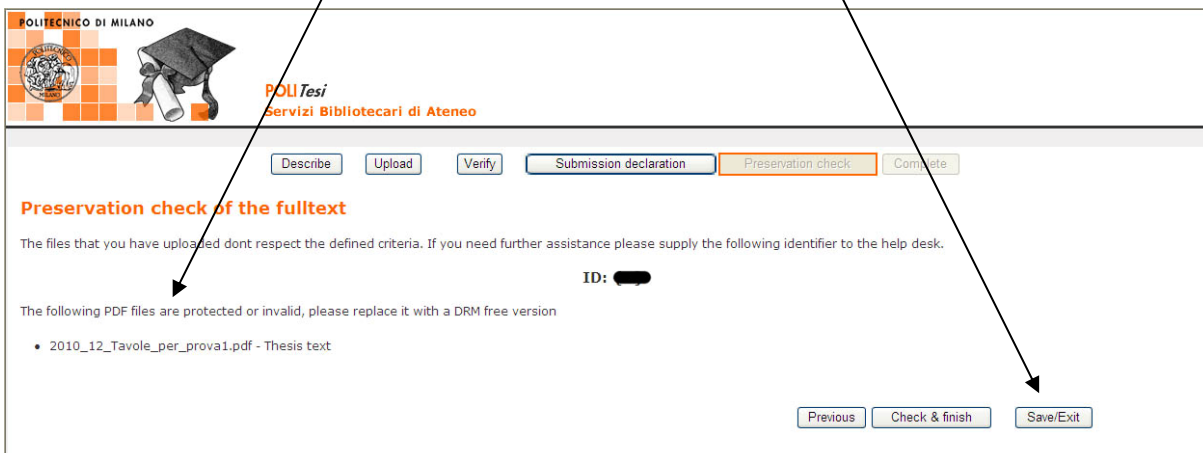 POLITECNICO DI MILANO
POLITesi
Servizi Bibliotecari di Ateneo
Describe Upload Verify Submission declaration Preservation check Complete
Preservation check of the fulltext
The files that you have uploaded dont respect the defined criteria. If you need further assistance please supply the following identifier to the help desk.
ID:
The following PDF files are protected or invalid, please replace it with a DRM free version
• 2010_12_Tavole_per_prova1.pdf - Thesis text
Previous Check & finish Save/Exit